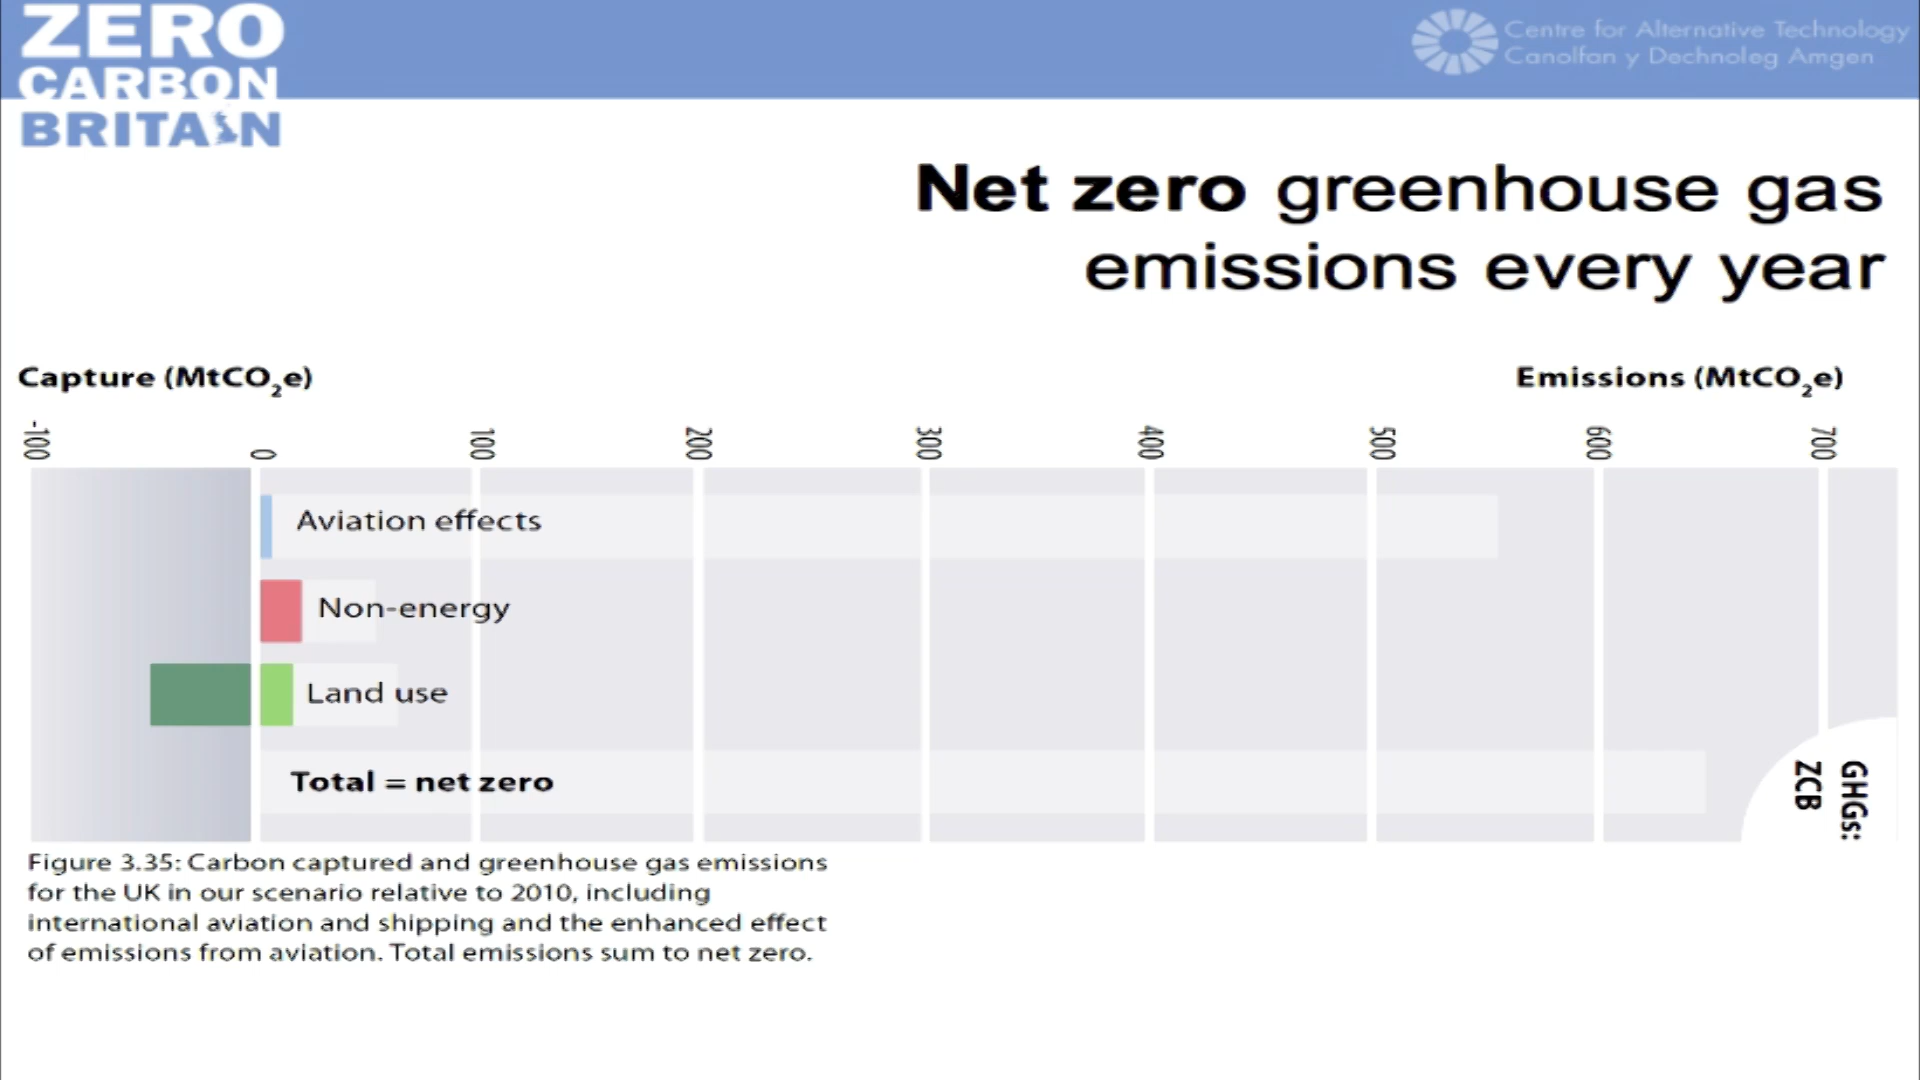 ZERO
CARBON
BRITAIN
Centre for Alternative Technology
Canolfan y Dechnoleg Amgen
Net zero greenhouse gas
emissions every year
Capture (MtCO₂e)
Emissions (MtCO₂e)
-100 0 100 200 300 400 500 600 700
Aviation effects
Non-energy
Land use
Total = net zero
GHGs:
ZCB
Figure 3.35: Carbon captured and greenhouse gas emissions
for the UK in our scenario relative to 2010, including
international aviation and shipping and the enhanced effect
of emissions from aviation. Total emissions sum to net zero.